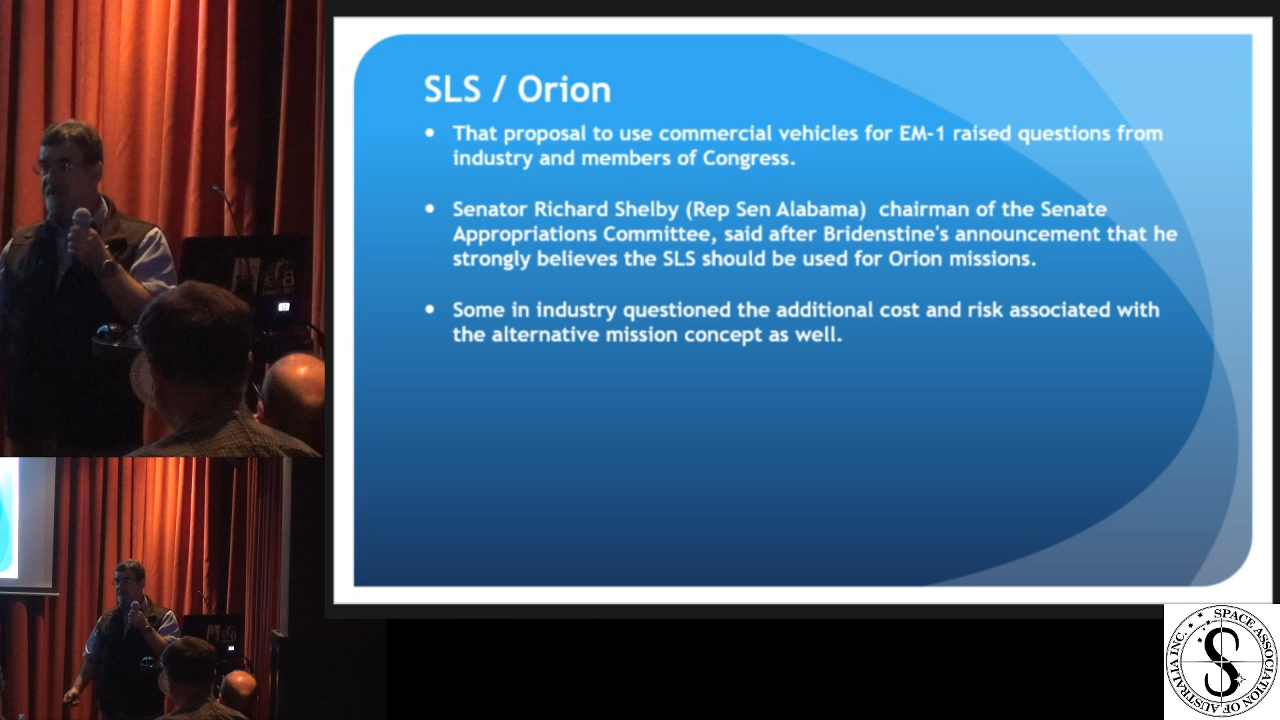 SLS / Orion
• That proposal to use commercial vehicles for EM-1 raised questions from
industry and members of Congress.
• Senator Richard Shelby (Rep Sen Alabama)  chairman of the Senate
Appropriations Committee, said after Bridenstine's announcement that he
strongly believes the SLS should be used for Orion missions.
• Some in industry questioned the additional cost and risk associated with
the alternative mission concept as well.
SPACE ASSOCIATION OF AUSTRALIA INC.
S